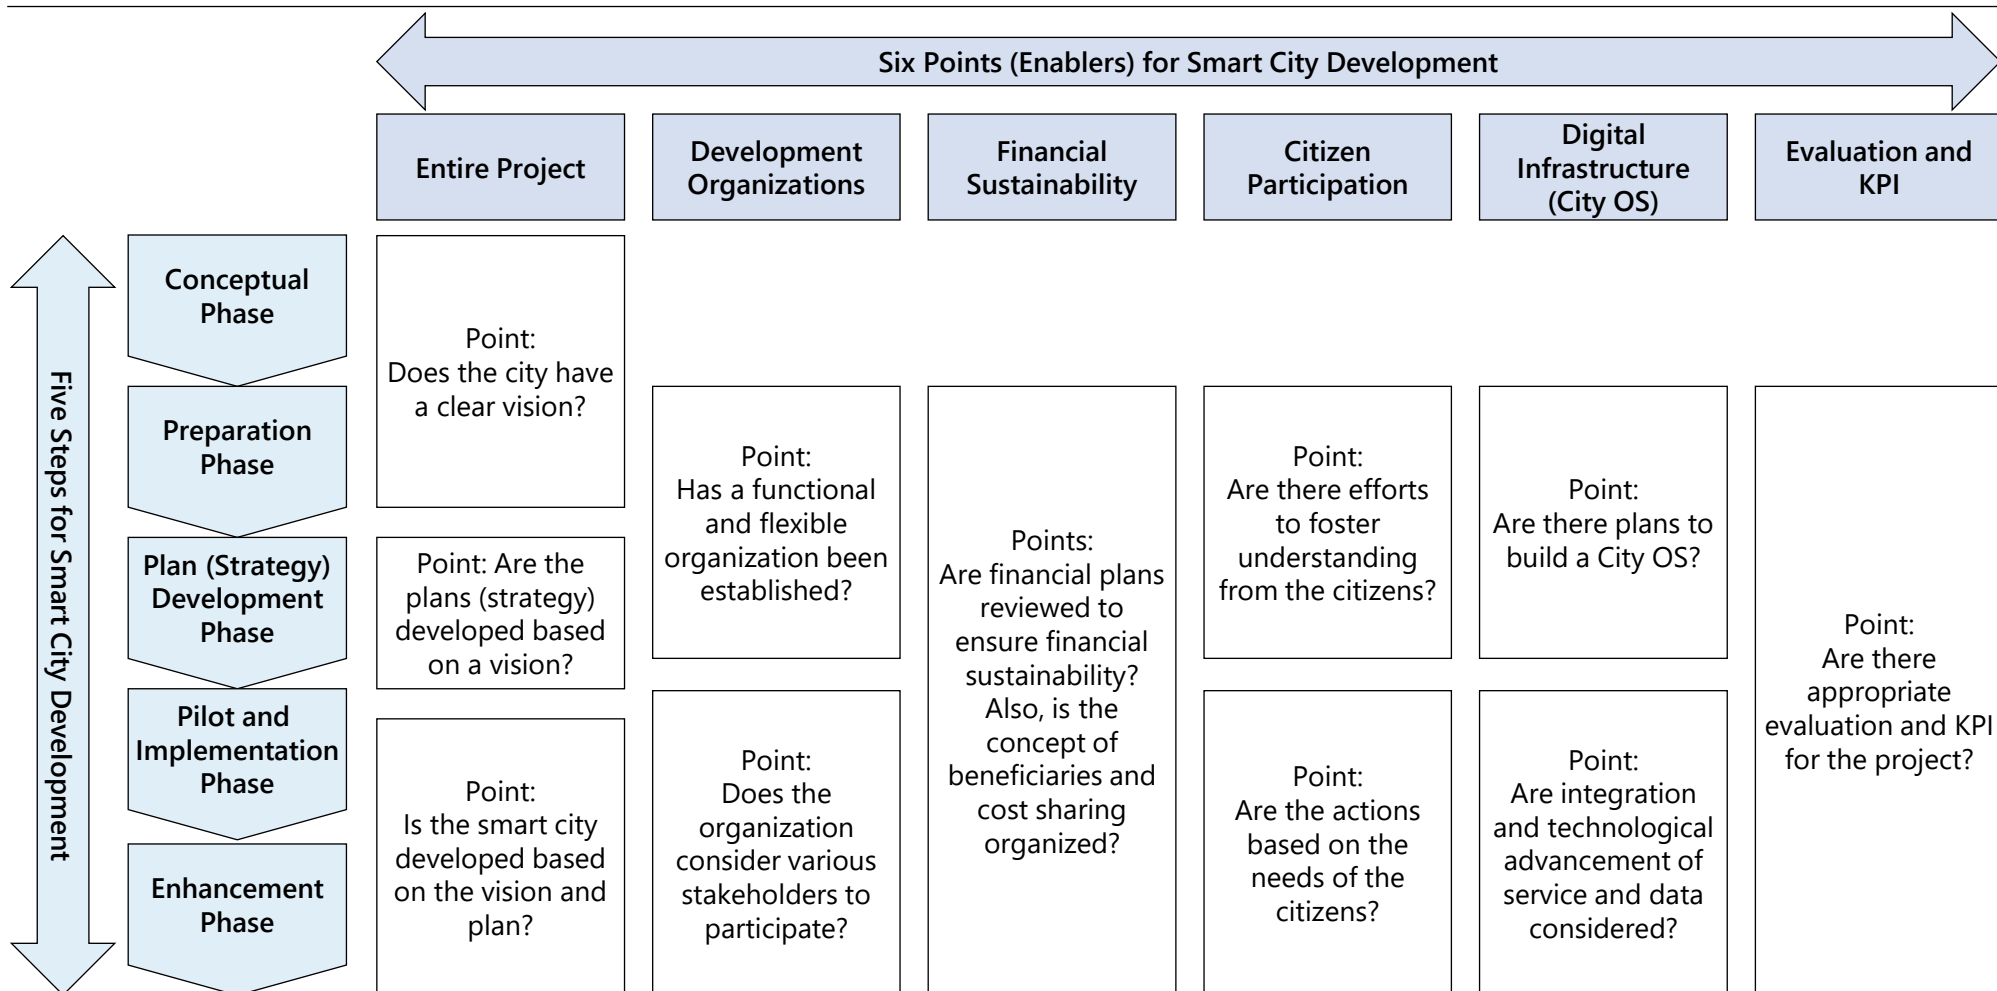 Six Points (Enablers) for Smart City Development
Entire Project
Development
Organizations
Financial
Sustainability
Citizen
Participation
Digital
Infrastructure
(City OS)
Evaluation and
KPI
Five Steps for Smart City Development
Conceptual
Phase
Preparation
Phase
Plan (Strategy)
Development
Phase
Pilot and
Implementation
Phase
Enhancement
Phase
Point:
Does the city have
a clear vision?
Point: Are the
plans (strategy)
developed based
on a vision?
Point:
Is the smart city
developed based
on the vision and
plan?
Point:
Has a functional
and flexible
organization been
established?
Point:
Does the
organization
consider various
stakeholders to
participate?
Points:
Are financial plans
reviewed to
ensure financial
sustainability?
Also, is the
concept of
beneficiaries and
cost sharing
organized?
Point:
Are there efforts
to foster
understanding
from the citizens?
Point:
Are the actions
based on the
needs of the
citizens?
Point:
Are there plans to
build a City OS?
Point:
Are integration
and technological
advancement of
service and data
considered?
Point:
Are there
appropriate
evaluation and KPI
for the project?